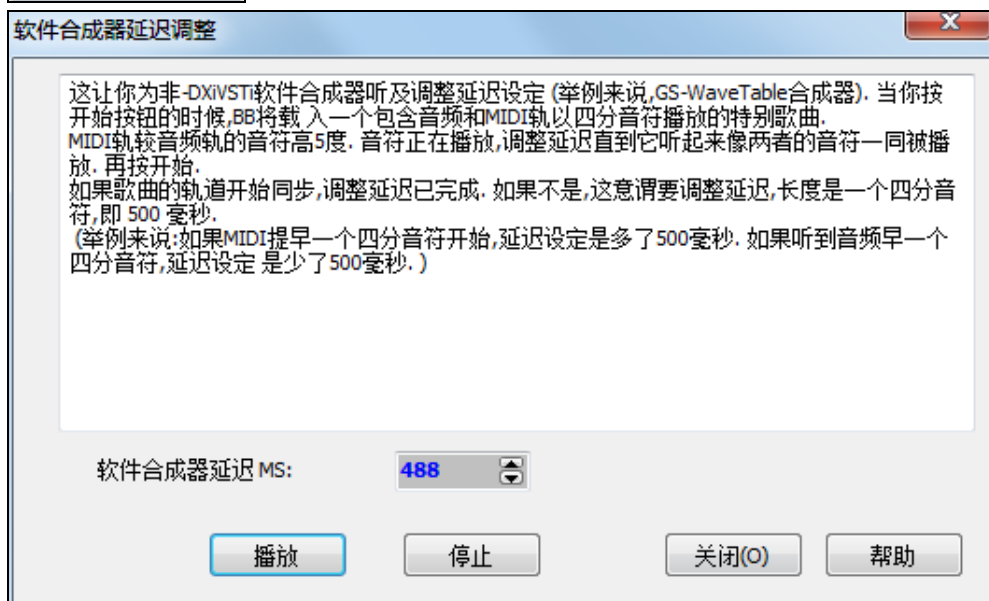 软件合成器延迟调整
这让你为非-DXiVSTi软件合成器听及调整延迟设定 (举例来说,GS-WaveTable合成器). 当你按
开始按钮的时候,BB将载 入一个包含音频和MIDI轨以四分音符播放的特别歌曲.
MIDI轨较音频轨的音符高5度. 音符正在播放,调整延迟直到它听起来像两者的音符一同被播
放. 再按开始.
如果歌曲的轨道开始同步,调整延迟已完成. 如果不是,这意谓要调整延迟,长度是一个四分音
符,即 500 毫秒.
(举例来说:如果MIDI提早一个四分音符开始,延迟设定是多了500毫秒. 如果听到音频早一个
四分音符,延迟设定 是少了500毫秒. )
软件合成器延迟 MS: 488
播放 停止 关闭(O) 帮助